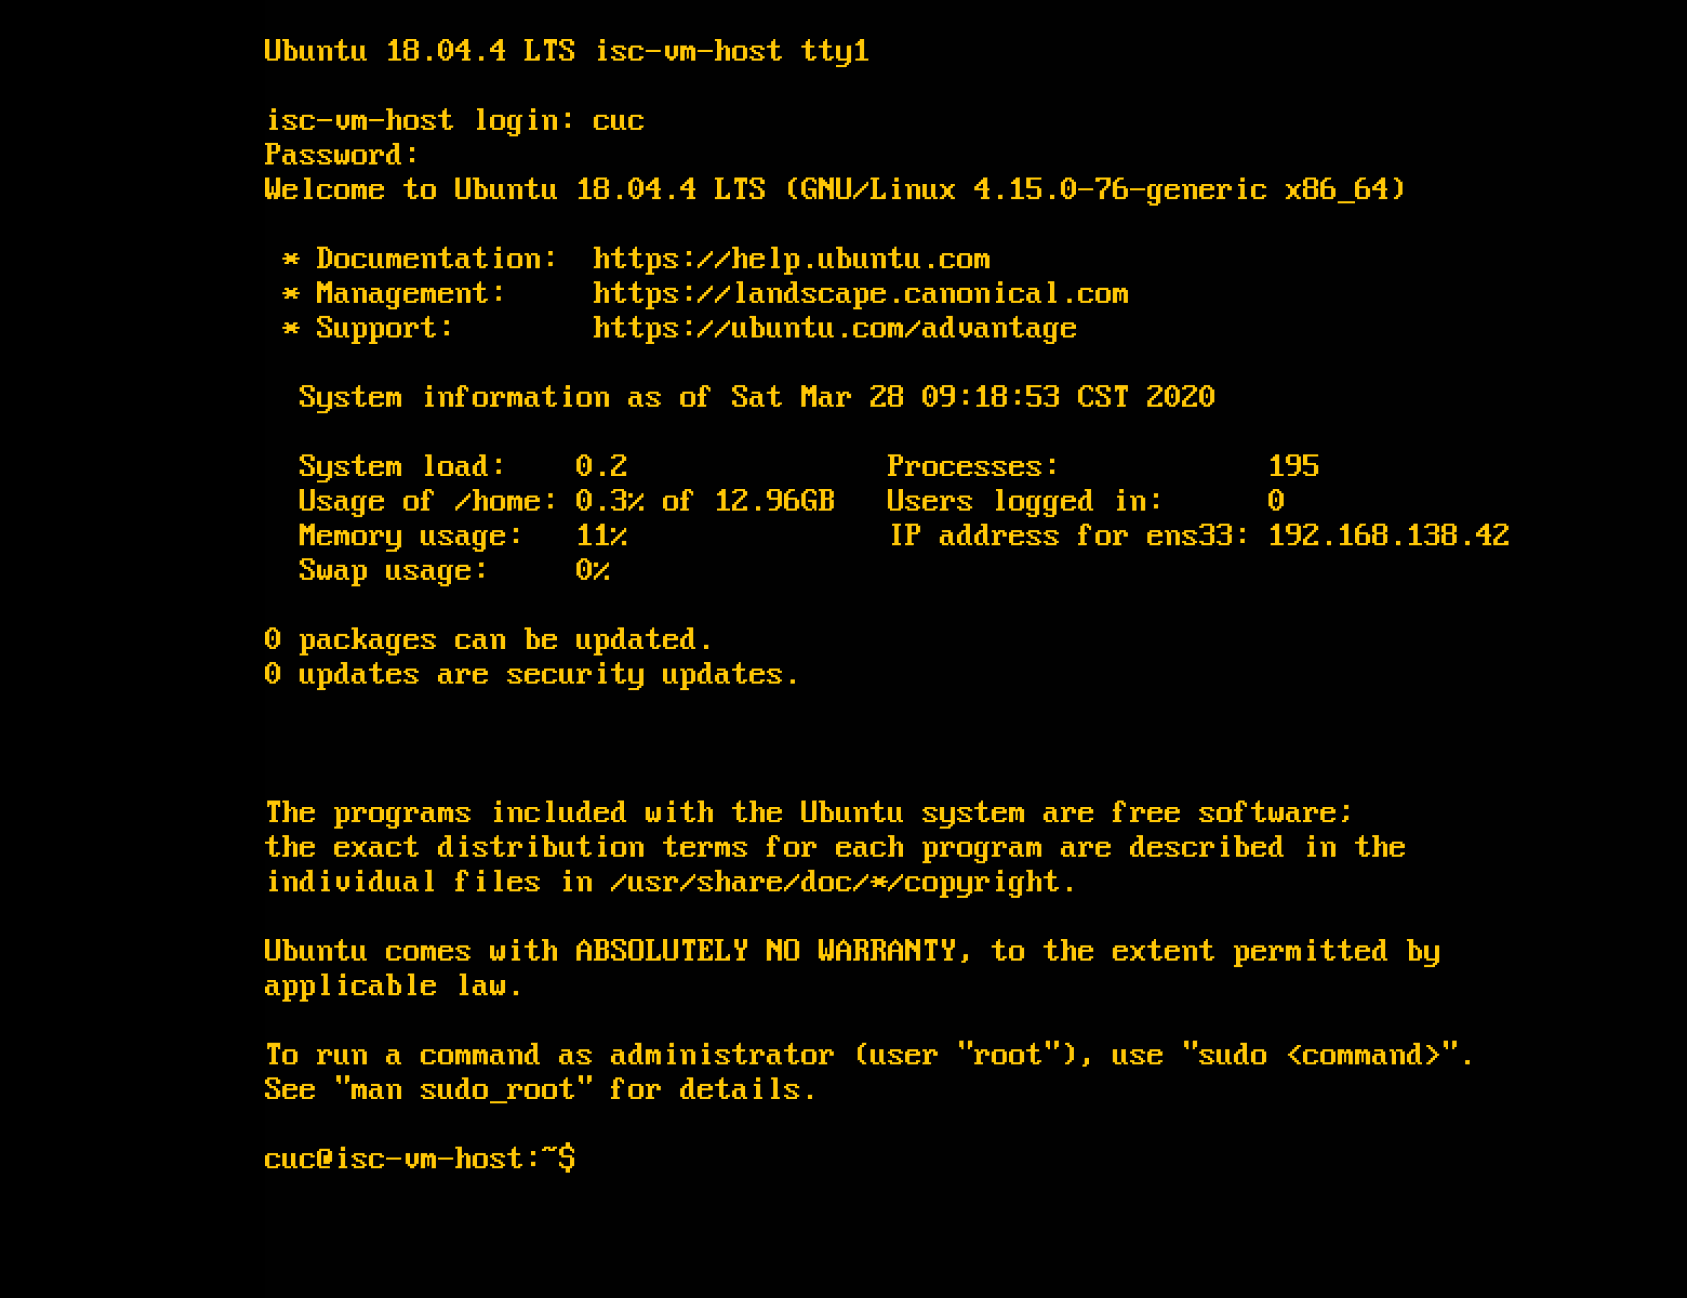 Ubuntu 18.04.4 LTS isc-vm-host tty1
isc-vm-host login: cuc
Password:
Welcome to Ubuntu 18.04.4 LTS (GNU/Linux 4.15.0-76-generic x86_64)
* Documentation:  https://help.ubuntu.com
* Management:     https://landscape.canonical.com
* Support:        https://ubuntu.com/advantage
System information as of Sat Mar 28 09:18:53 CST 2020
System load:    0.2               Processes:            195
Usage of /home: 0.3% of 12.96GB   Users logged in:      0
Memory usage:   11%               IP address for ens33: 192.168.138.42
Swap usage:     0%
0 packages can be updated.
0 updates are security updates.
The programs included with the Ubuntu system are free software;
the exact distribution terms for each program are described in the
individual files in /usr/share/doc/*/copyright.
Ubuntu comes with ABSOLUTELY NO WARRANTY, to the extent permitted by
applicable law.
To run a command as administrator (user "root"), use "sudo <command>".
See "man sudo_root" for details.
cuc@isc-vm-host:~$